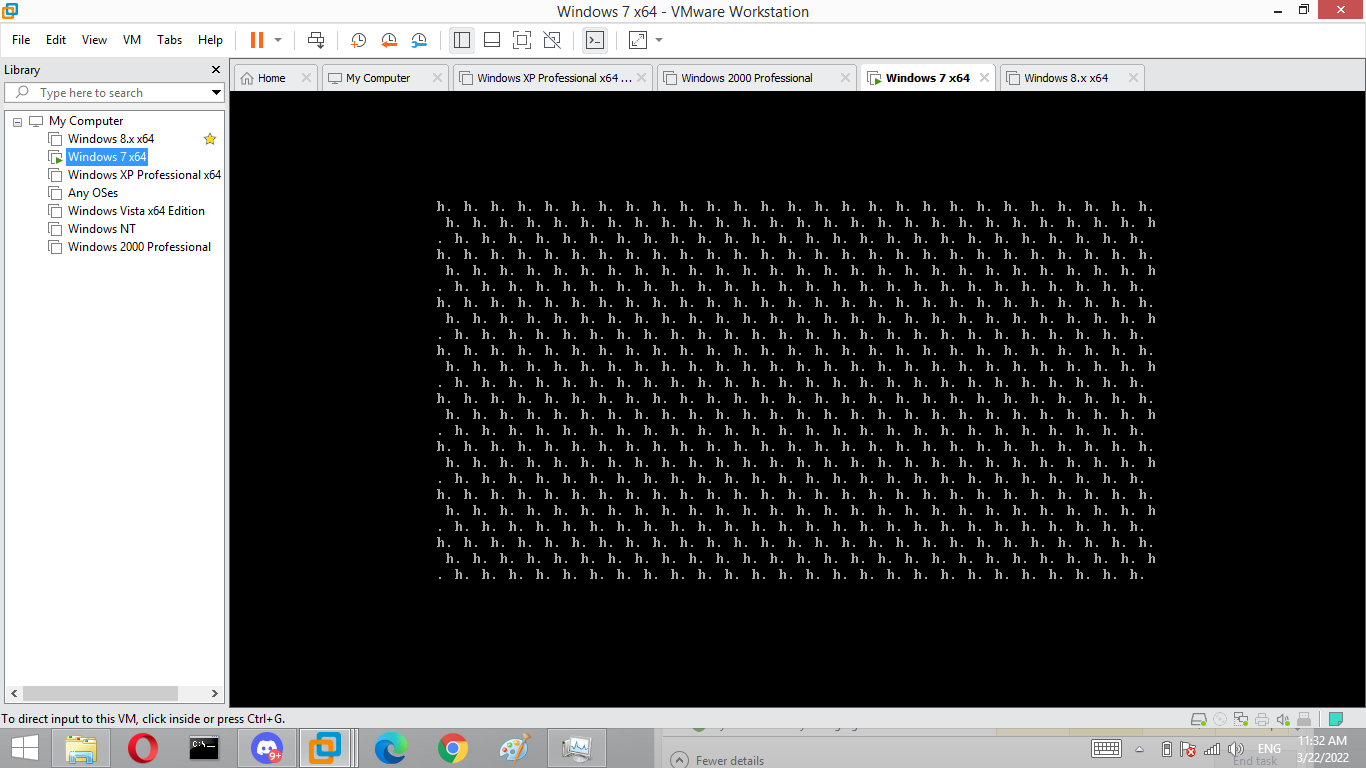 Windows 7 x64 - VMware Workstation
File Edit View VM Tabs Help
Library
Type here to search
My Computer
Windows 8.x x64
Windows 7 x64
Windows XP Professional x64
Any OSes
Windows Vista x64 Edition
Windows NT
Windows 2000 Professional
Home My Computer Windows XP Professional x64 ... Windows 2000 Professional Windows 7 x64 Windows 8.x x64
h. h. h. h. h. h. h. h. h. h. h. h. h. h. h. h. h. h. h. h. h. h. h. h. h. h. h.
h. h. h. h. h. h. h. h. h. h. h. h. h. h. h. h. h. h. h. h. h. h. h. h. h. h. h
. h. h. h. h. h. h. h. h. h. h. h. h. h. h. h. h. h. h. h. h. h. h. h. h. h. h.
h. h. h. h. h. h. h. h. h. h. h. h. h. h. h. h. h. h. h. h. h. h. h. h. h. h. h.
h. h. h. h. h. h. h. h. h. h. h. h. h. h. h. h. h. h. h. h. h. h. h. h. h. h. h
. h. h. h. h. h. h. h. h. h. h. h. h. h. h. h. h. h. h. h. h. h. h. h. h. h. h.
h. h. h. h. h. h. h. h. h. h. h. h. h. h. h. h. h. h. h. h. h. h. h. h. h. h. h.
h. h. h. h. h. h. h. h. h. h. h. h. h. h. h. h. h. h. h. h. h. h. h. h. h. h. h
. h. h. h. h. h. h. h. h. h. h. h. h. h. h. h. h. h. h. h. h. h. h. h. h. h. h.
h. h. h. h. h. h. h. h. h. h. h. h. h. h. h. h. h. h. h. h. h. h. h. h. h. h. h.
h. h. h. h. h. h. h. h. h. h. h. h. h. h. h. h. h. h. h. h. h. h. h. h. h. h. h
. h. h. h. h. h. h. h. h. h. h. h. h. h. h. h. h. h. h. h. h. h. h. h. h. h. h.
h. h. h. h. h. h. h. h. h. h. h. h. h. h. h. h. h. h. h. h. h. h. h. h. h. h. h.
h. h. h. h. h. h. h. h. h. h. h. h. h. h. h. h. h. h. h. h. h. h. h. h. h. h. h
. h. h. h. h. h. h. h. h. h. h. h. h. h. h. h. h. h. h. h. h. h. h. h. h. h. h.
h. h. h. h. h. h. h. h. h. h. h. h. h. h. h. h. h. h. h. h. h. h. h. h. h. h. h.
h. h. h. h. h. h. h. h. h. h. h. h. h. h. h. h. h. h. h. h. h. h. h. h. h. h. h
. h. h. h. h. h. h. h. h. h. h. h. h. h. h. h. h. h. h. h. h. h. h. h. h. h. h.
h. h. h. h. h. h. h. h. h. h. h. h. h. h. h. h. h. h. h. h. h. h. h. h. h. h. h.
h. h. h. h. h. h. h. h. h. h. h. h. h. h. h. h. h. h. h. h. h. h. h. h. h. h. h
. h. h. h. h. h. h. h. h. h. h. h. h. h. h. h. h. h. h. h. h. h. h. h. h. h. h.
h. h. h. h. h. h. h. h. h. h. h. h. h. h. h. h. h. h. h. h. h. h. h. h. h. h. h.
h. h. h. h. h. h. h. h. h. h. h. h. h. h. h. h. h. h. h. h. h. h. h. h. h. h. h
. h. h. h. h. h. h. h. h. h. h. h. h. h. h. h. h. h. h. h. h. h. h. h. h. h. h.
To direct input to this VM, click inside or press Ctrl+G.
C:\_
9+
Fewer details
ENG
11:32 AM
3/22/2022
End task